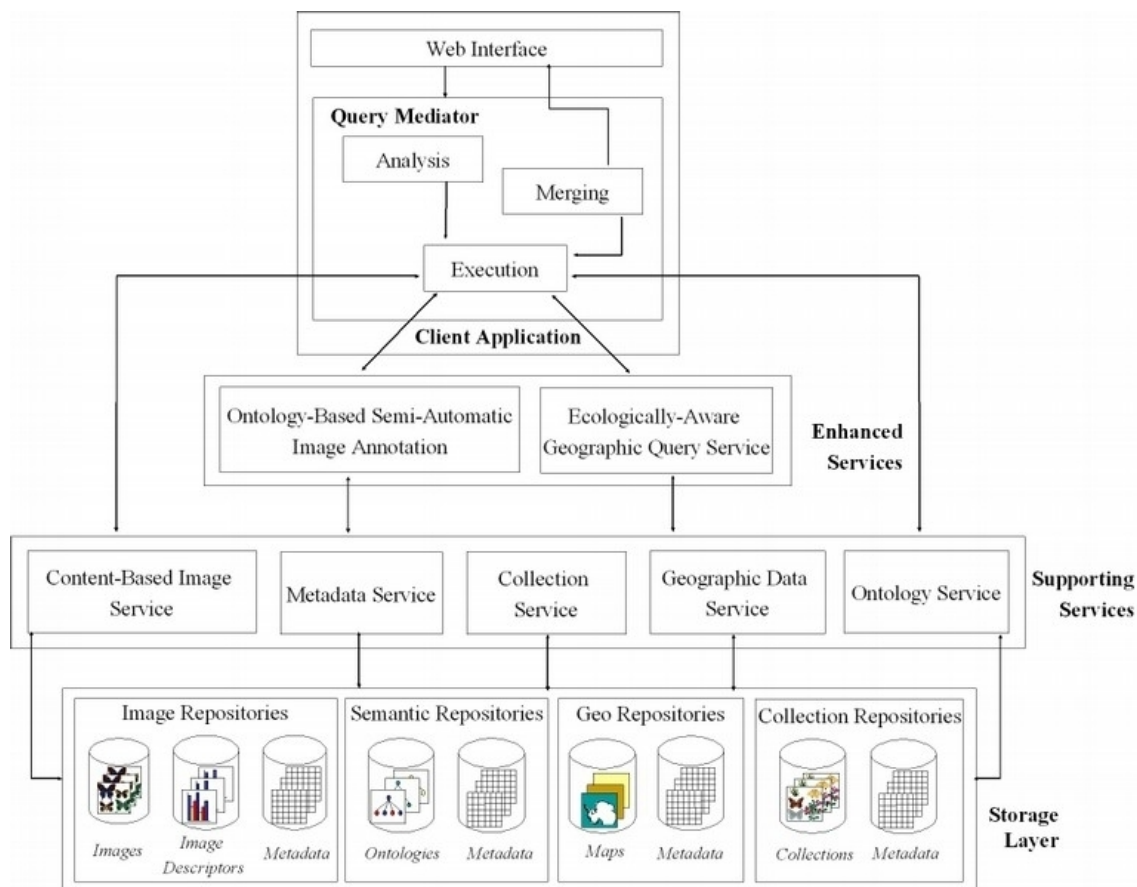 Web Interface
Query Mediator
Analysis
Merging
Execution
Client Application
Ontology-Based Semi-Automatic
Image Annotation
Ecologically-Aware
Geographic Query Service
Enhanced
Services
Content-Based Image
Service
Metadata Service
Collection
Service
Geographic Data
Service
Ontology Service
Supporting
Services
Image Repositories
Images
Image
Descriptors
Metadata
Semantic Repositories
Ontologies
Metadata
Geo Repositories
Maps
Metadata
Collection Repositories
Collections
Metadata
Storage
Layer